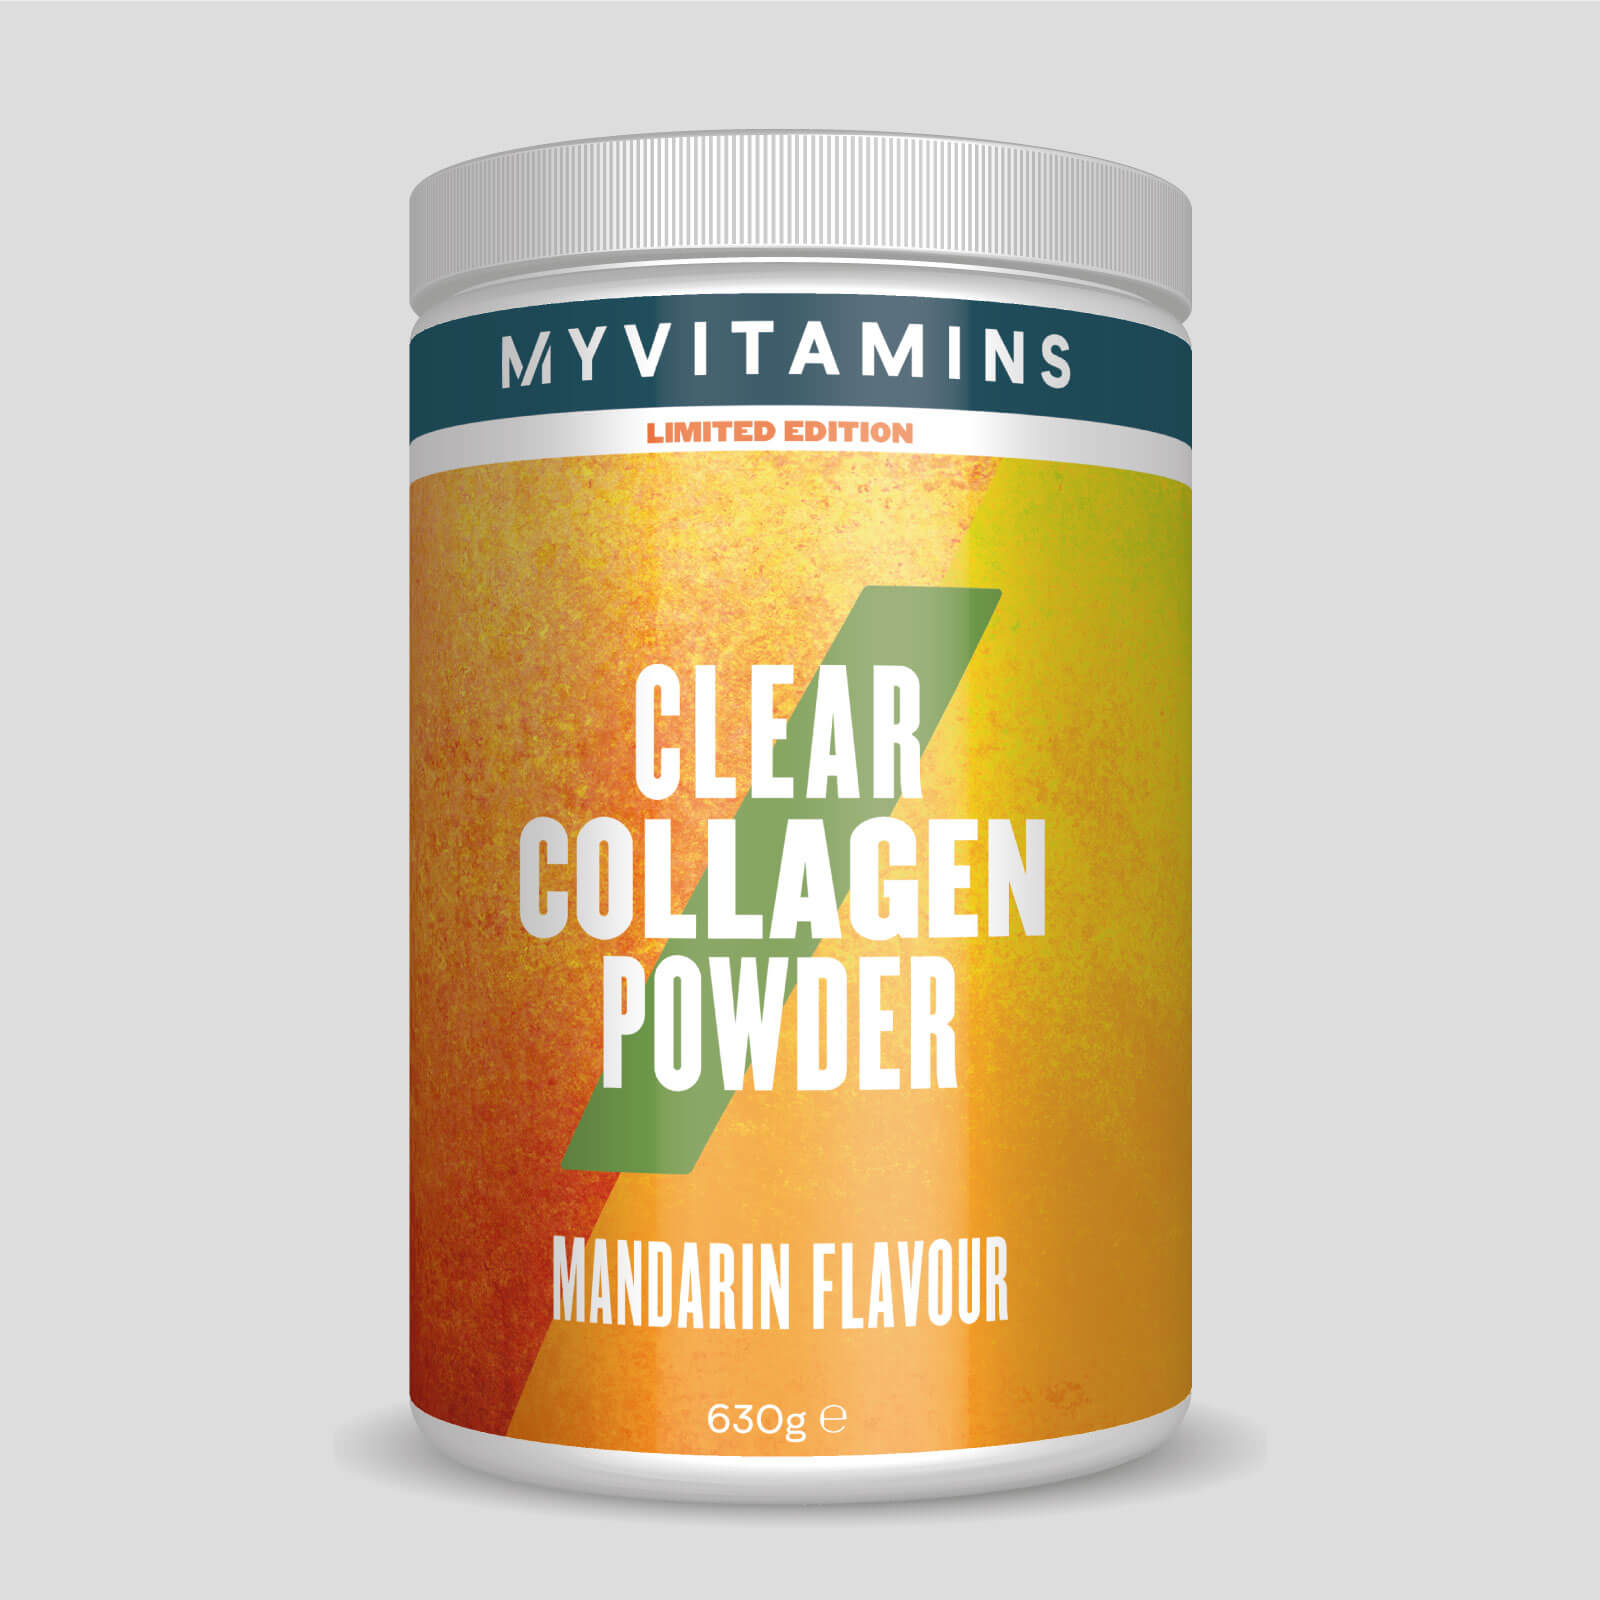 MYVITAMINS
LIMITED EDITION
CLEAR
COLLAGEN
POWDER
MANDARIN FLAVOUR
630g ℮